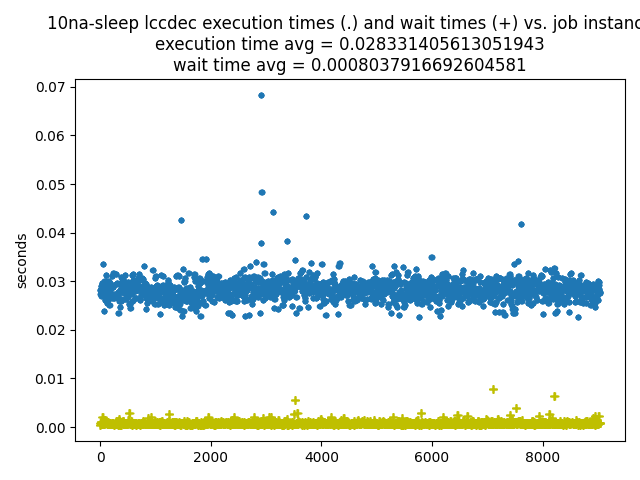 10na-sleep lccdec execution times (.) and wait times (+) vs. job instanc
execution time avg = 0.028331405613051943
wait time avg = 0.0008037916692604581
0.07
0.06
0.05
0.04
0.03
0.02
0.01
0.00
seconds
0 2000 4000 6000 8000